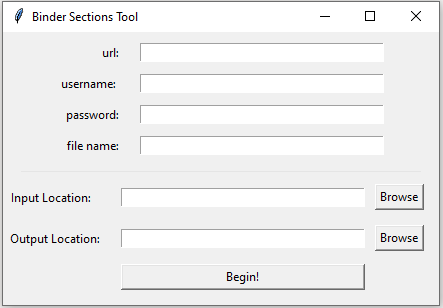 Binder Sections Tool
url:
username:
password:
file name:
Input Location: Browse
Output Location: Browse
Begin!